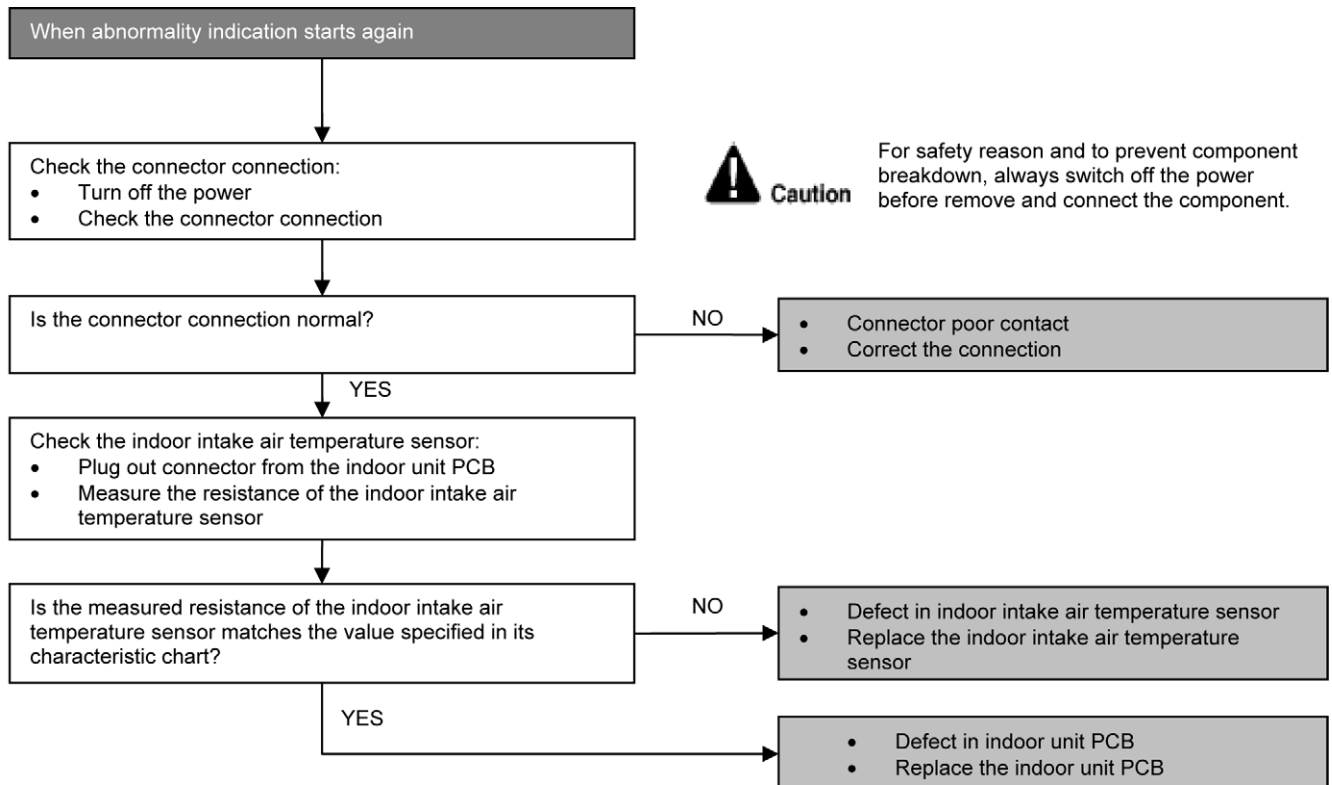 When abnormality indication starts again
Check the connector connection:
• Turn off the power
• Check the connector connection
Caution
For safety reason and to prevent component
breakdown, always switch off the power
before remove and connect the component.
Is the connector connection normal?
NO
• Connector poor contact
• Correct the connection
YES
Check the indoor intake air temperature sensor:
• Plug out connector from the indoor unit PCB
• Measure the resistance of the indoor intake air
temperature sensor
Is the measured resistance of the indoor intake air
temperature sensor matches the value specified in its
characteristic chart?
NO
• Defect in indoor intake air temperature sensor
• Replace the indoor intake air temperature
sensor
YES
• Defect in indoor unit PCB
• Replace the indoor unit PCB